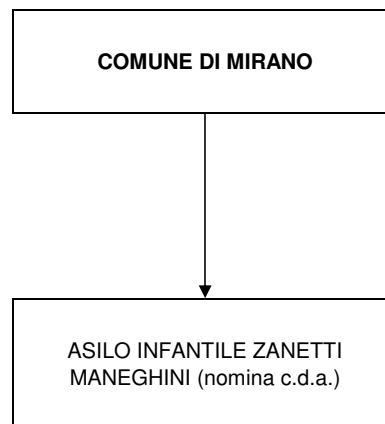 COMUNE DI MIRANO
ASILO INFANTILE ZANETTI
MANEGHINI (nomina c.d.a.)